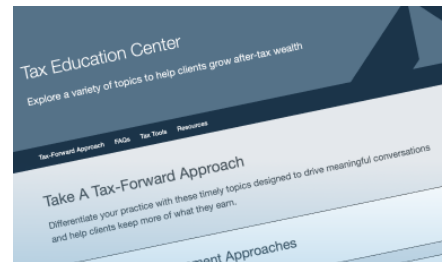 Tax Education Center
Explore a variety of topics to help clients grow after-tax wealth
Tax-Forward Approach FAQs Tax Tools Resources
Take A Tax-Forward Approach
Differentiate your practice with these timely topics designed to drive meaningful conversations
and help clients keep more of what they earn.
Approaches